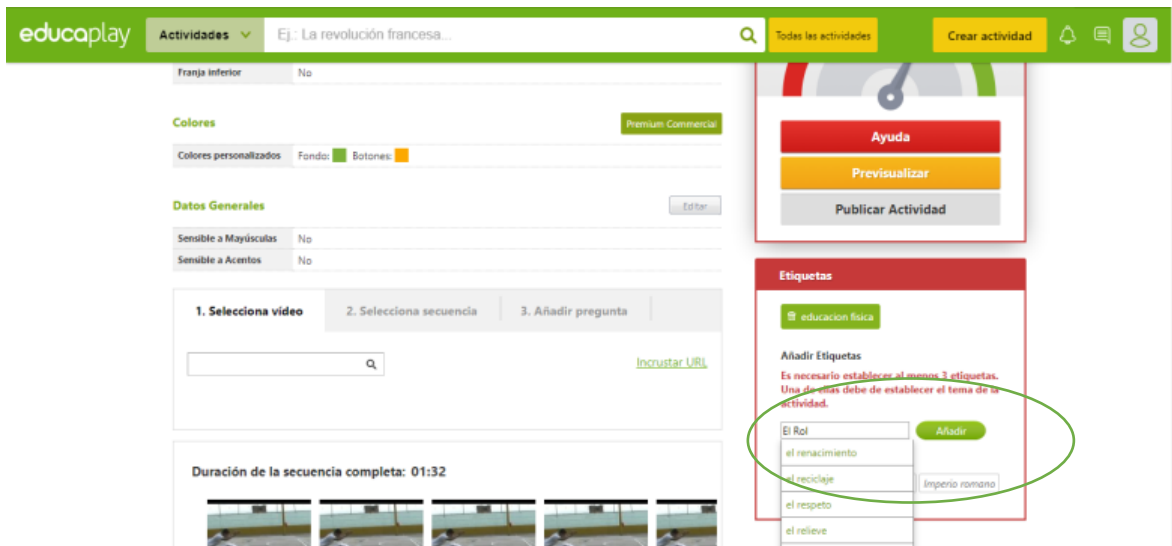 educaplay
Actividades
Ej.: La revolución francesa...
Todas las actividades
Crear actividad
Franja inferior No
Colores
Premium Commercial
Colores personalizados Fondo: Botones:
Datos Generales
Editar
Sensible a Mayúsculas No
Sensible a Acentos No
1. Selecciona vídeo
2. Selecciona secuencia
3. Añadir pregunta
Incrustar URL
Duración de la secuencia completa: 01:32
Ayuda
Previsualizar
Publicar Actividad
Etiquetas
educacion fisica
Añadir Etiquetas
Es necesario establecer al menos 3 etiquetas.
Una de ellas debe de establecer el tema de la
actividad.
El Rol
Añadir
el renacimiento
el reciclaje
Imperio romano
el respeto
el relieve